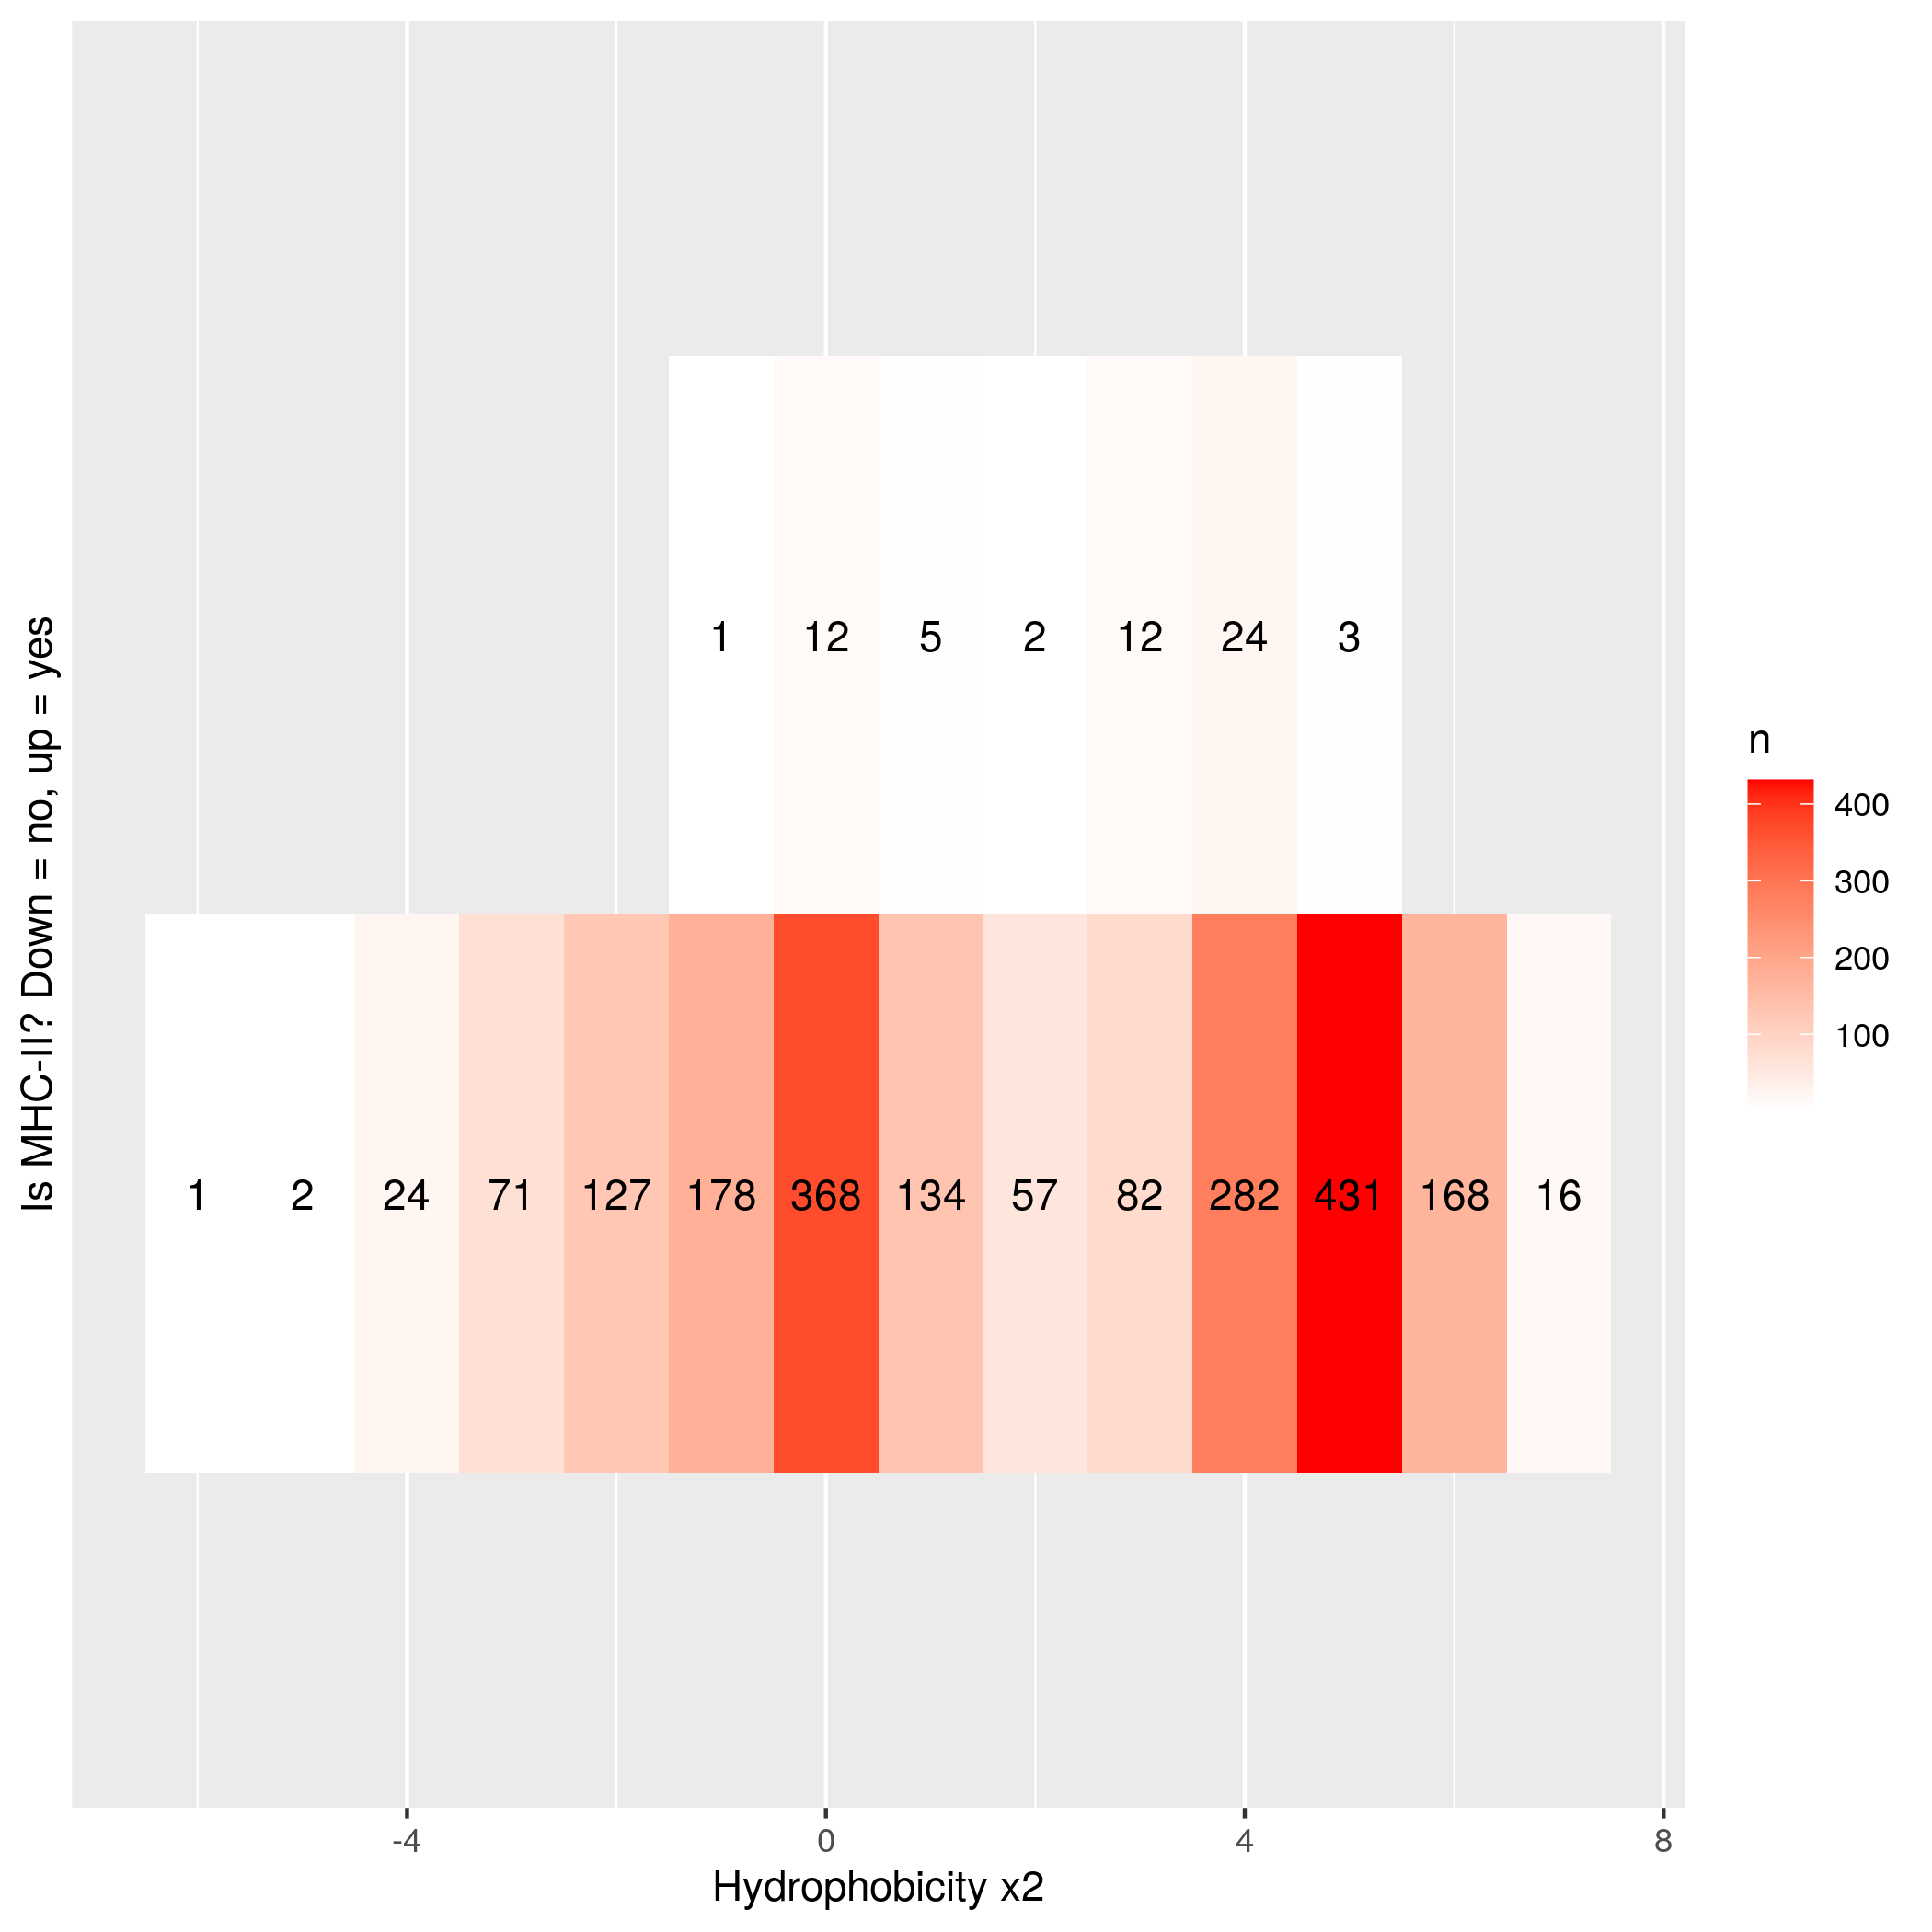 Is MHC-II? Down = no, up = yes
1 12 5 2 12 24 3
1 2 24 71 127 178 368 134 57 82 282 431 168 16
-4 0 4 8
Hydrophobicity x2
n
400
300
200
100